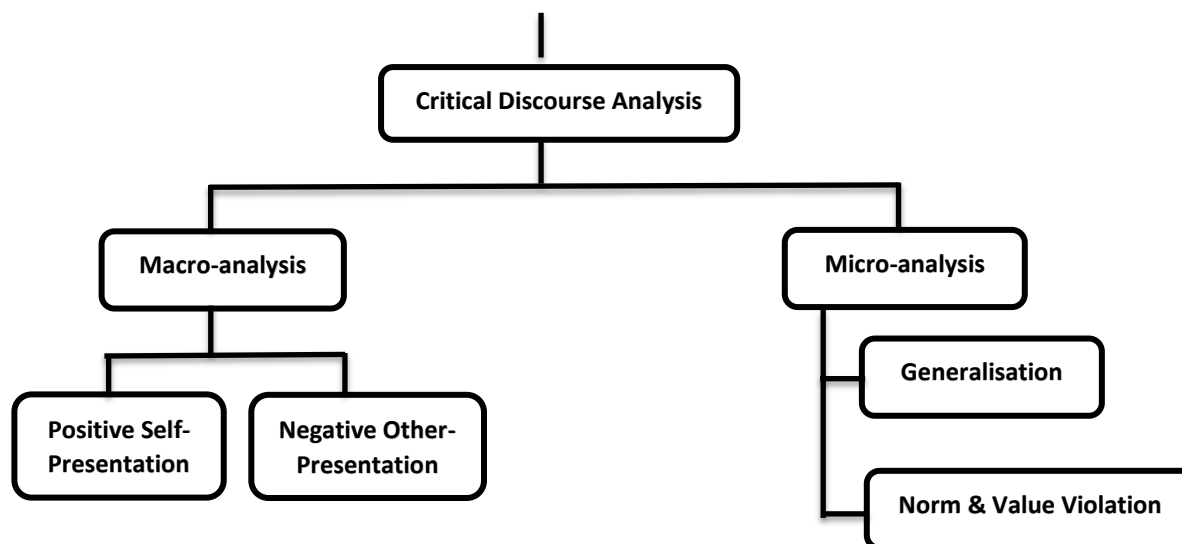 Critical Discourse Analysis
Macro-analysis
Micro-analysis
Generalisation
Positive Self-
Presentation
Negative Other-
Presentation
Norm & Value Violation